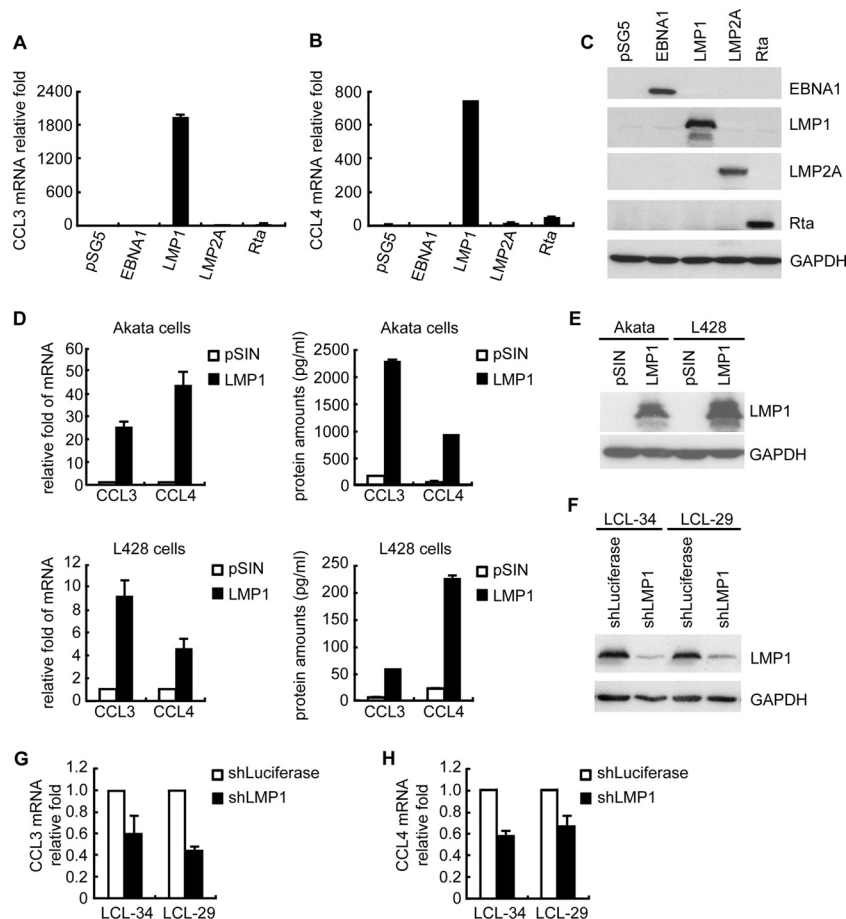 A
CCL3 mRNA relative fold
2400
1800
1200
600
0
pSG5
EBNA1
LMP1
LMP2A
Rta
B
CCL4 mRNA relative fold
800
600
400
200
0
pSG5
EBNA1
LMP1
LMP2A
Rta
C
pSG5
EBNA1
LMP1
LMP2A
Rta
EBNA1
LMP1
LMP2A
Rta
GAPDH
D
Akata cells
relative fold of mRNA
60
50
40
30
20
10
0
CCL3 CCL4
pSIN
LMP1
Akata cells
protein amounts (pg/ml)
2500
2000
1500
1000
500
0
CCL3 CCL4
pSIN
LMP1
L428 cells
relative fold of mRNA
12
10
8
6
4
2
0
CCL3 CCL4
pSIN
LMP1
L428 cells
protein amounts (pg/ml)
250
200
150
100
50
0
CCL3 CCL4
pSIN
LMP1
E
Akata L428
pSIN
LMP1
pSIN
LMP1
LMP1
GAPDH
F
LCL-34 LCL-29
shLuciferase
shLMP1
shLuciferase
shLMP1
LMP1
GAPDH
G
CCL3 mRNA
relative fold
1.2
1
0.8
0.6
0.4
0.2
0
LCL-34 LCL-29
shLuciferase
shLMP1
H
CCL4 mRNA
relative fold
1.2
1
0.8
0.6
0.4
0.2
0
LCL-34 LCL-29
shLuciferase
shLMP1